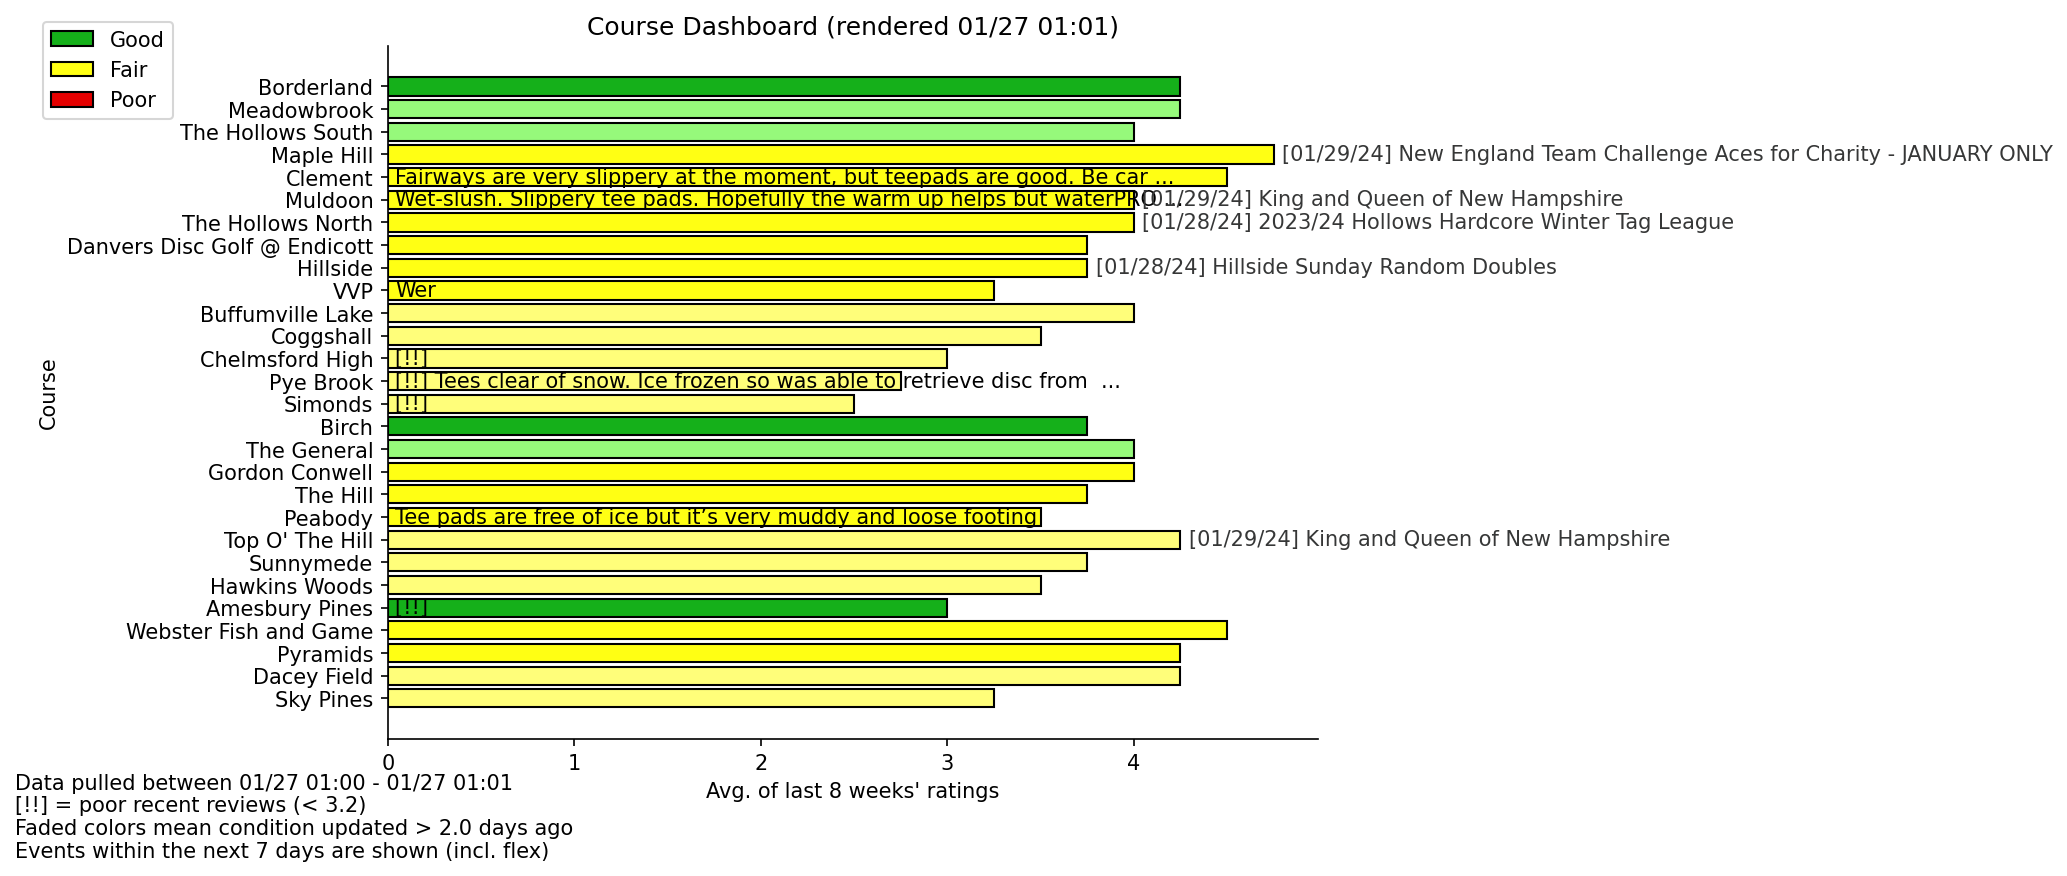 Course Dashboard (rendered 01/27 01:01)
Good
Fair
Poor
Borderland
Meadowbrook
The Hollows South
Maple Hill [01/29/24] New England Team Challenge Aces for Charity - JANUARY ONLY
Clement Fairways are very slippery at the moment, but teepads are good. Be car ...
Muldoon Wet-slush. Slippery tee pads. Hopefully the warm up helps but waterPRO ... [01/29/24] King and Queen of New Hampshire
The Hollows North [01/28/24] 2023/24 Hollows Hardcore Winter Tag League
Danvers Disc Golf @ Endicott
Hillside [01/28/24] Hillside Sunday Random Doubles
VVP Wer
Buffumville Lake
Coggshall
Chelmsford High [!!]
Pye Brook [!!] Tees clear of snow. Ice frozen so was able to retrieve disc from  ...
Simonds [!!]
Birch
The General
Gordon Conwell
The Hill
Peabody Tee pads are free of ice but it’s very muddy and loose footing
Top O' The Hill [01/29/24] King and Queen of New Hampshire
Sunnymede
Hawkins Woods
Amesbury Pines [!!]
Webster Fish and Game
Pyramids
Dacey Field
Sky Pines
Course
0 1 2 3 4
Avg. of last 8 weeks' ratings
Data pulled between 01/27 01:00 - 01/27 01:01
[!!] = poor recent reviews (< 3.2)
Faded colors mean condition updated > 2.0 days ago
Events within the next 7 days are shown (incl. flex)